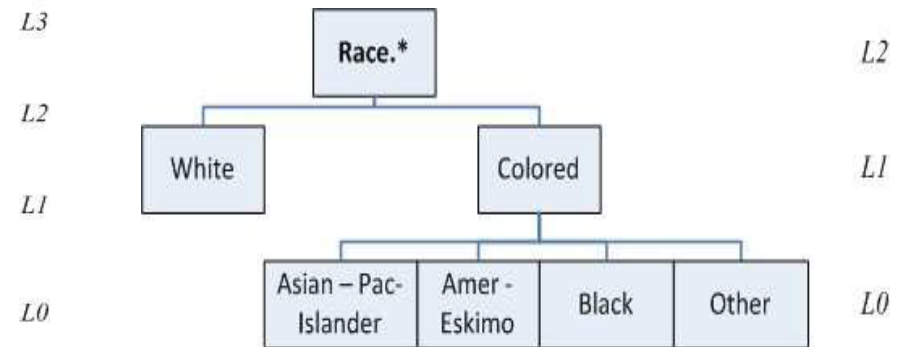 L3
Race.*
L2
L2
White
Colored
L1
L1
Asian – Pac-
Islander
Amer -
Eskimo
Black
Other
L0
L0